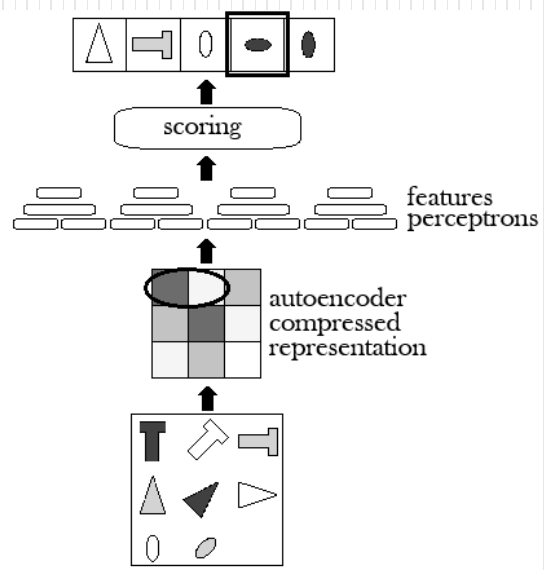 scoring
features
perceptrons
autoencoder
compressed
representation